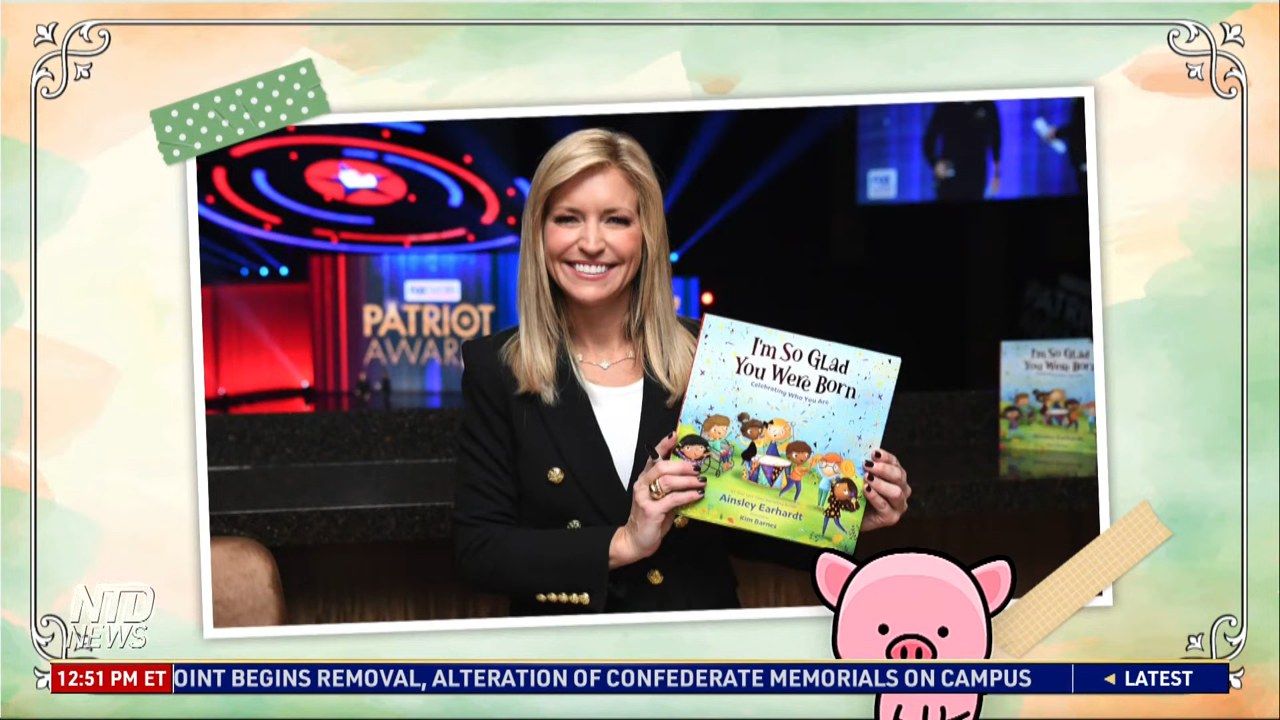 PATRIOT
AWAR
I'm So Glad
You Were Born
Celebrating Who You Are
Ainsley Earhardt
Kim Barnes
I'm So Glad
You Were Born
NTD
NEWS
12:51 PM ET
OINT BEGINS REMOVAL, ALTERATION OF CONFEDERATE MEMORIALS ON CAMPUS
LATEST